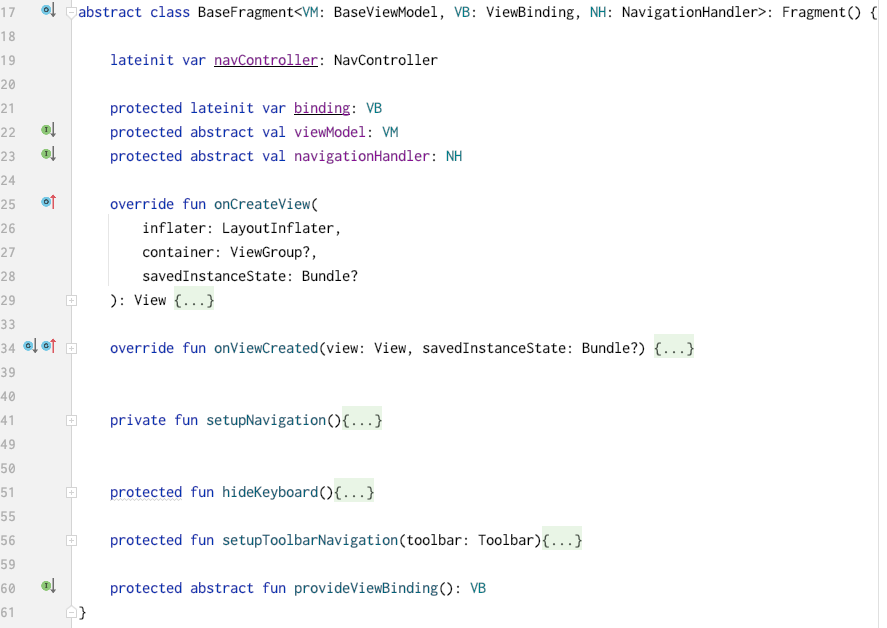 17 abstract class BaseFragment<VM: BaseViewModel, VB: ViewBinding, NH: NavigationHandler>: Fragment() {
18
19     lateinit var navController: NavController
20
21     protected lateinit var binding: VB
22     protected abstract val viewModel: VM
23     protected abstract val navigationHandler: NH
24
25     override fun onCreateView(
26         inflater: LayoutInflater,
27         container: ViewGroup?,
28         savedInstanceState: Bundle?
29     ): View {...}
33
34     override fun onViewCreated(view: View, savedInstanceState: Bundle?) {...}
39
40
41     private fun setupNavigation(){...}
49
50
51     protected fun hideKeyboard(){...}
55
56     protected fun setupToolbarNavigation(toolbar: Toolbar){...}
59
60     protected abstract fun provideViewBinding(): VB
61 }